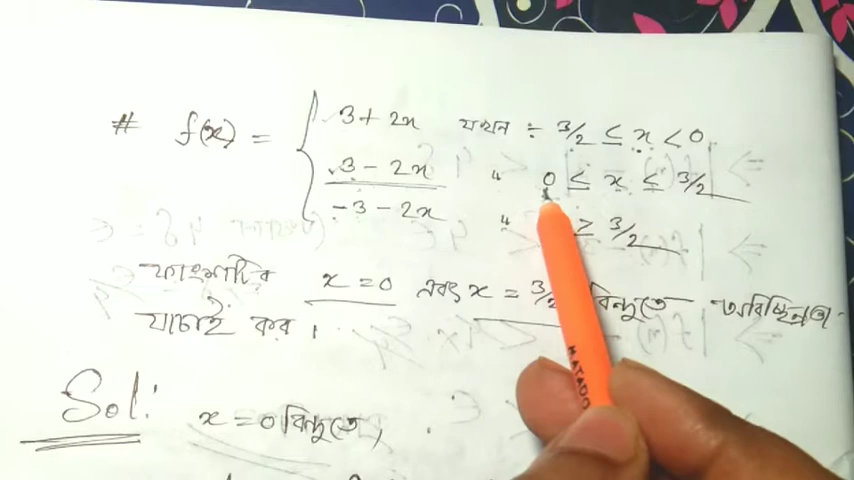 # f(x) = { 3 + 2x যখন - 3/2 ≤ x < 0
3 - 2x " 0 ≤ x ≤ 3/2
-3 - 2x " ≥ 3/2
ফাংশনটির x = 0 এবং x = 3/2 বিন্দুতে অবিচ্ছিন্নতা
যাচাই কর ।
Sol:
x = 0 বিন্দুতে,
MATADOR